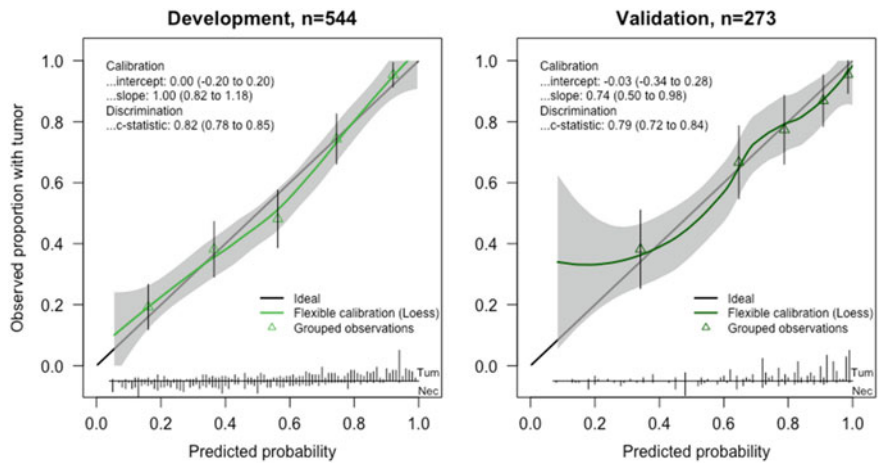 Development, n=544
Calibration
...intercept: 0.00 (-0.20 to 0.20)
...slope: 1.00 (0.82 to 1.18)
Discrimination
...c-statistic: 0.82 (0.78 to 0.85)
Observed proportion with tumor
1.0
0.8
0.6
0.4
0.2
0.0
Ideal
Flexible calibration (Loess)
Grouped observations
Tum
Nec
0.0 0.2 0.4 0.6 0.8 1.0
Predicted probability
Validation, n=273
Calibration
...intercept: -0.03 (-0.34 to 0.28)
...slope: 0.74 (0.50 to 0.98)
Discrimination
...c-statistic: 0.79 (0.72 to 0.84)
1.0
0.8
0.6
0.4
0.2
0.0
Ideal
Flexible calibration (Loess)
Grouped observations
Tum
Nec
0.0 0.2 0.4 0.6 0.8 1.0
Predicted probability